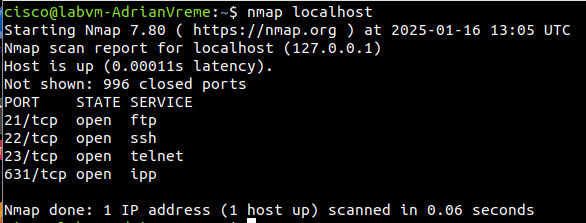 cisco@labvm-AdrianVreme:~$ nmap localhost
Starting Nmap 7.80 ( https://nmap.org ) at 2025-01-16 13:05 UTC
Nmap scan report for localhost (127.0.0.1)
Host is up (0.00011s latency).
Not shown: 996 closed ports
PORT    STATE SERVICE
21/tcp  open  ftp
22/tcp  open  ssh
23/tcp  open  telnet
631/tcp open  ipp

Nmap done: 1 IP address (1 host up) scanned in 0.06 seconds